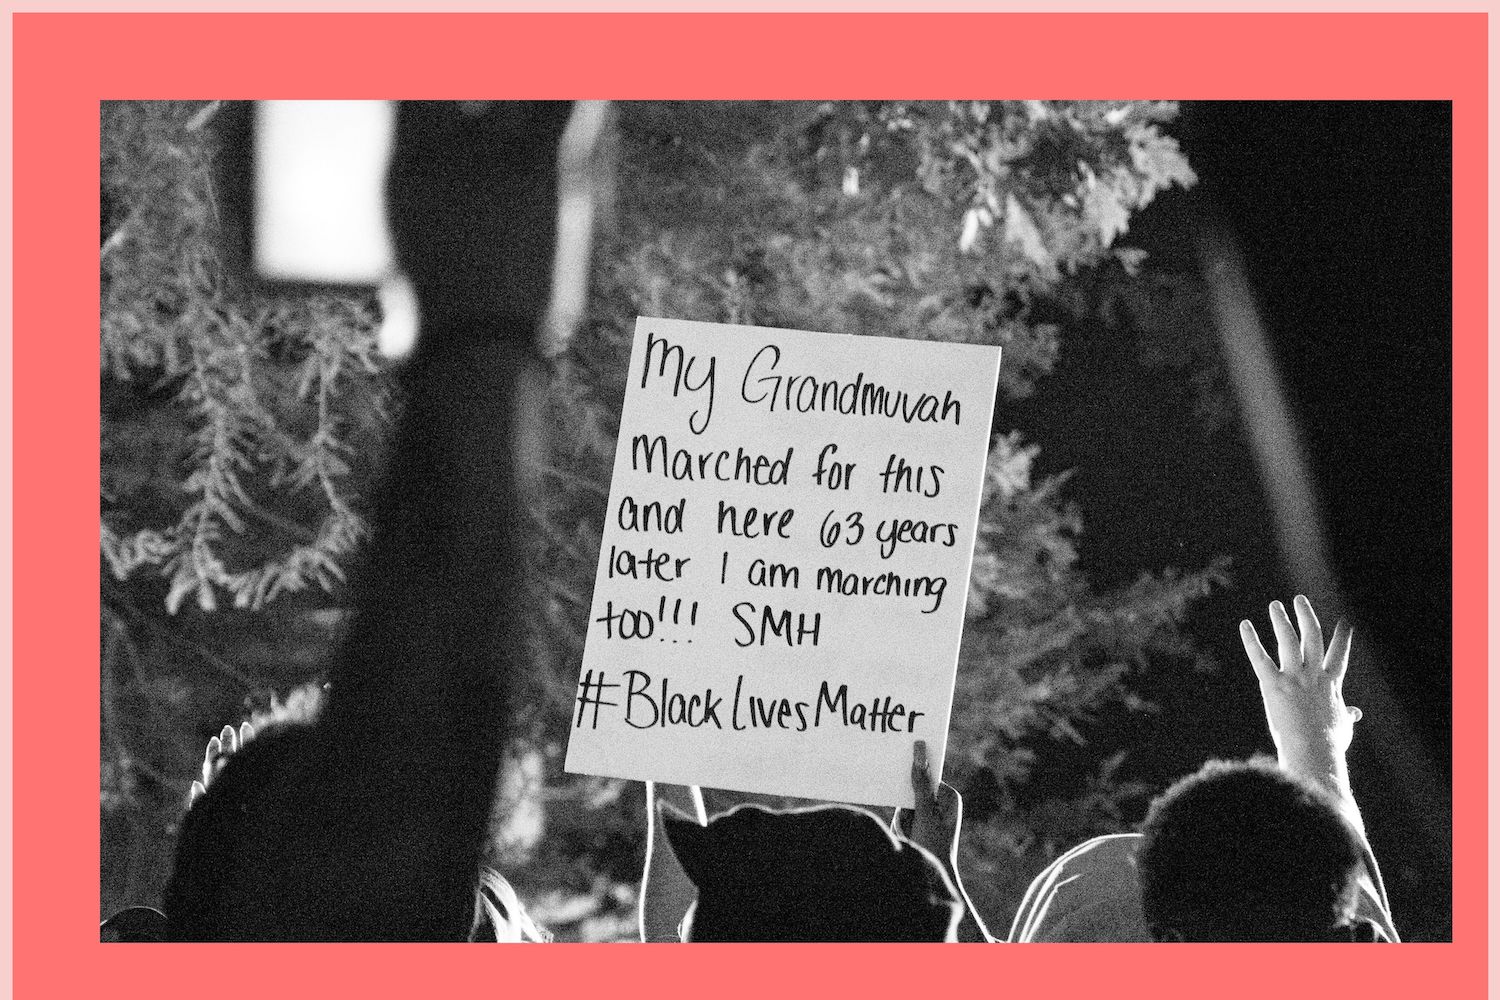 My Grandmuvah
Marched for this
and here 63 years
later I am marching
too!!! SMH
#BlackLivesMatter